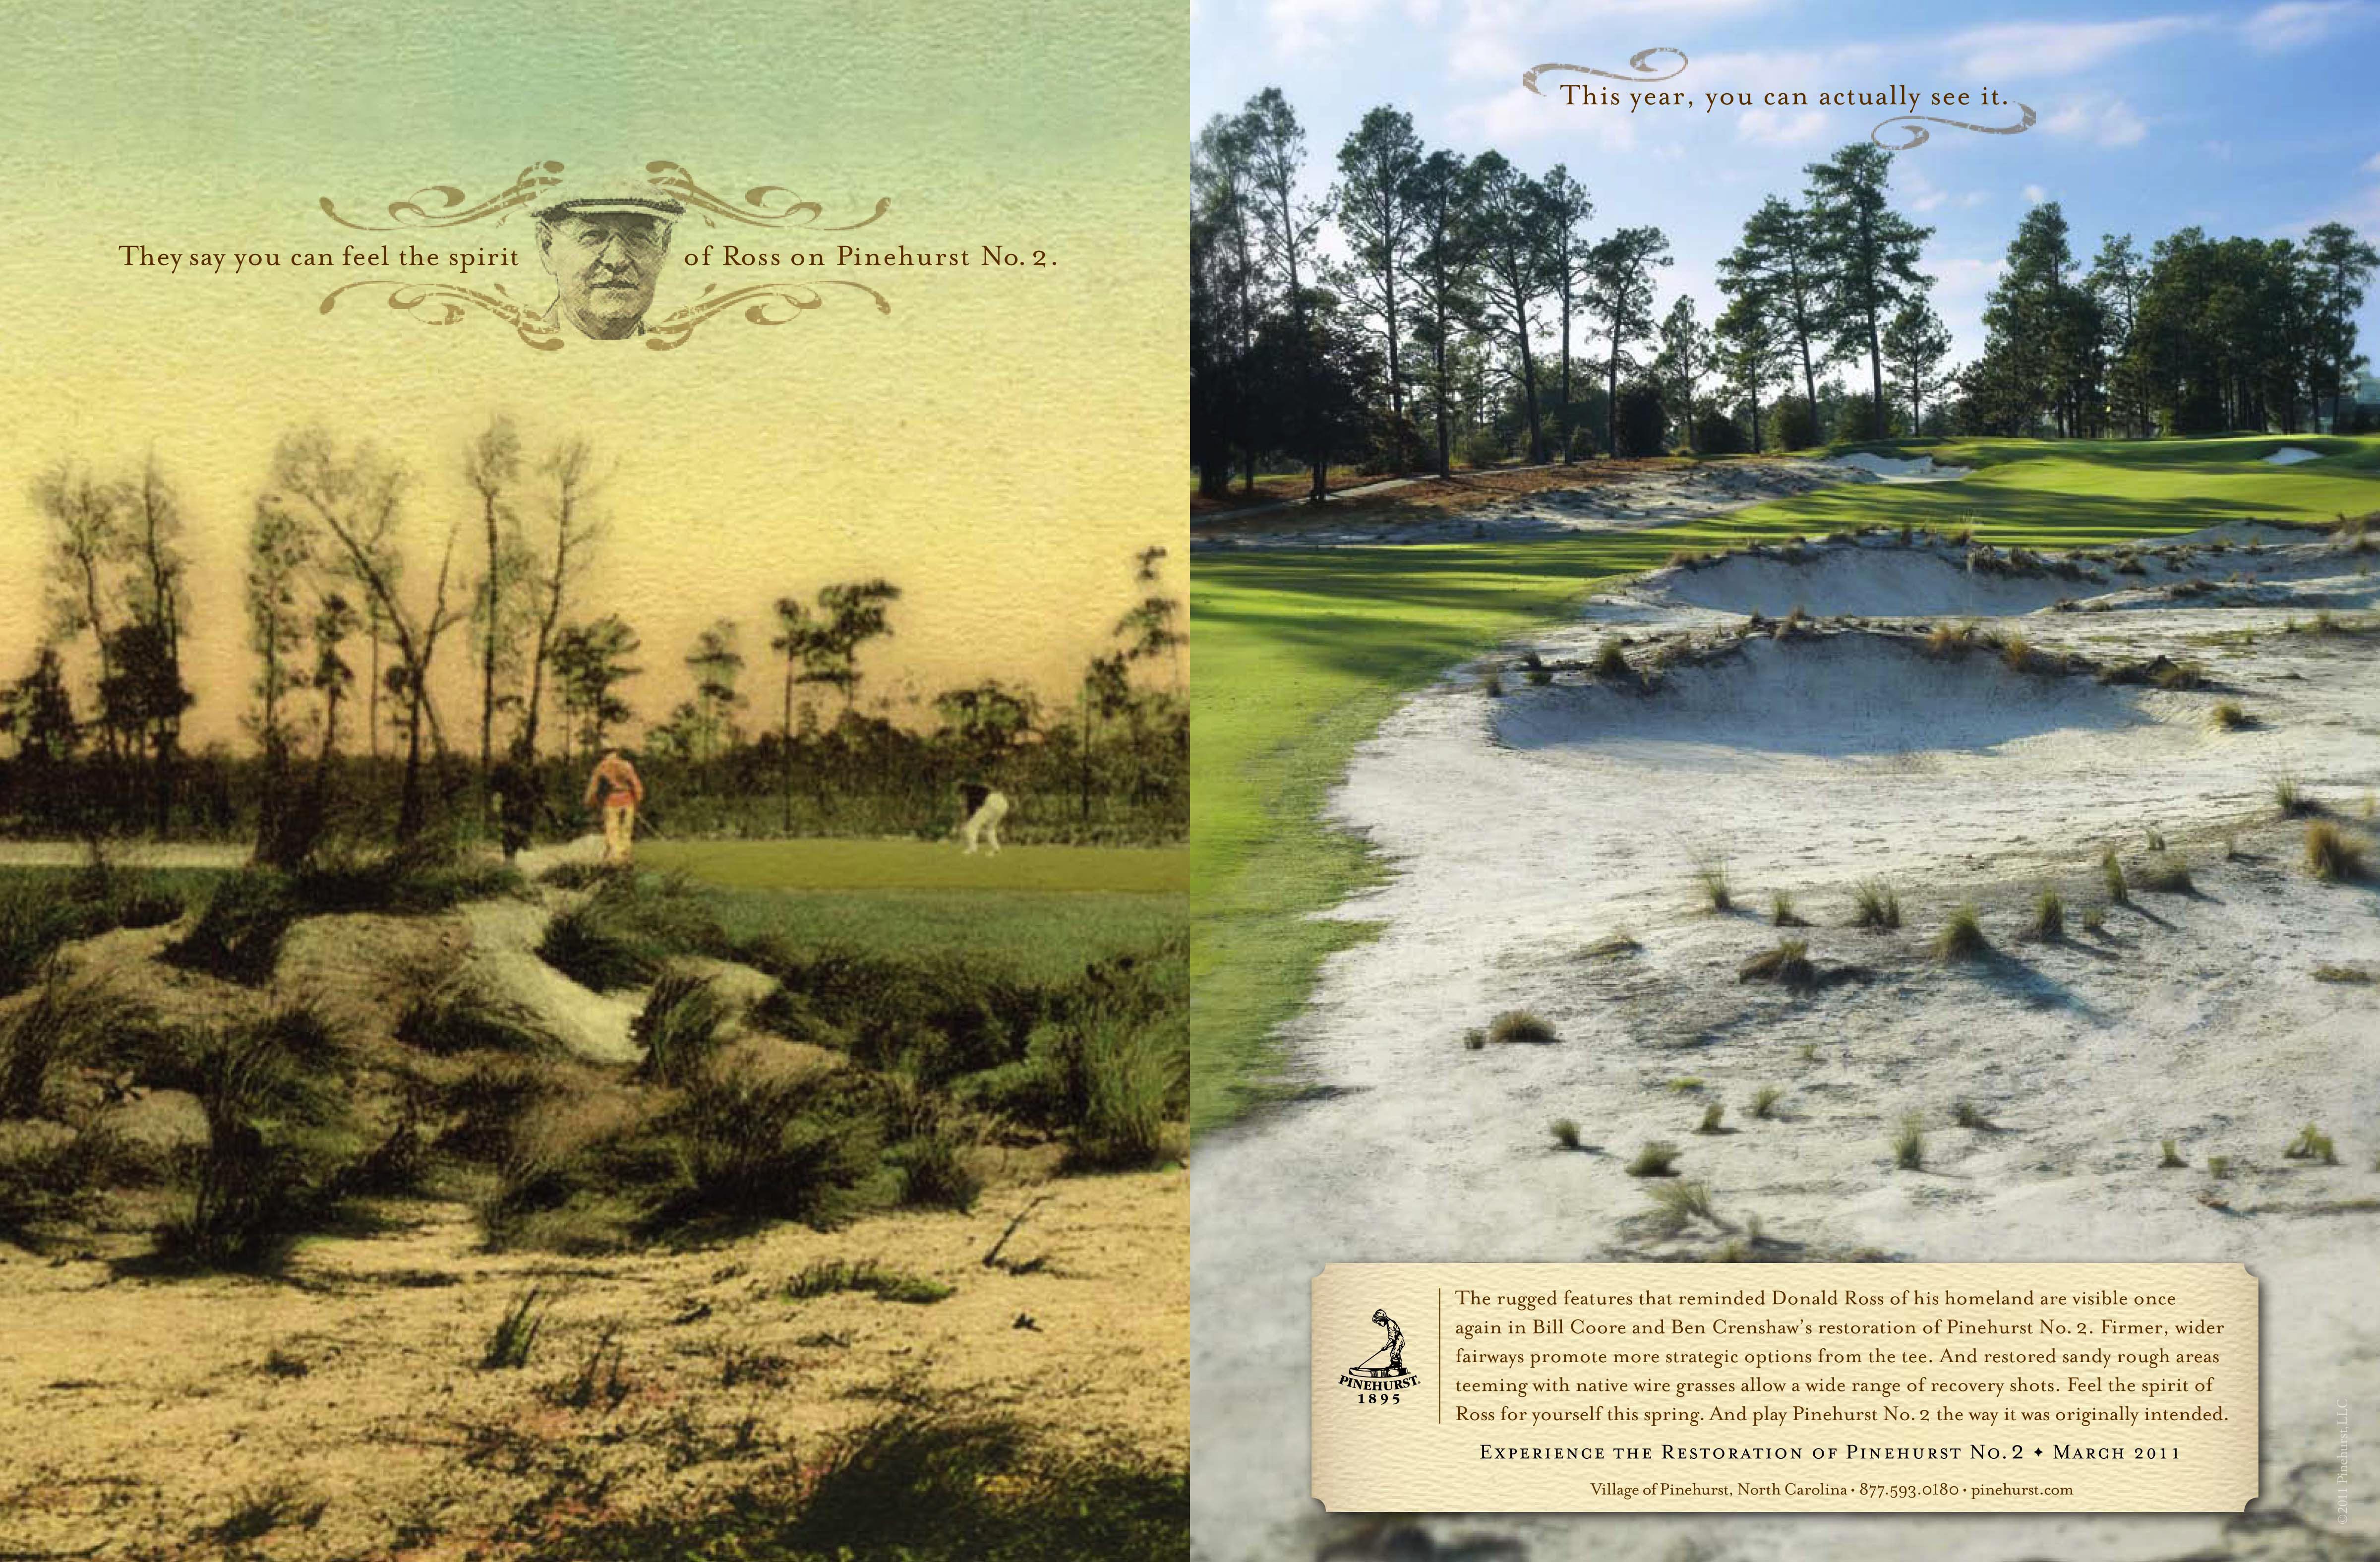 They say you can feel the spirit of Ross on Pinehurst No. 2.
This year, you can actually see it.
The rugged features that reminded Donald Ross of his homeland are visible once
again in Bill Coore and Ben Crenshaw's restoration of Pinehurst No. 2. Firmer, wider
fairways promote more strategic options from the tee. And restored sandy rough areas
teeming with native wire grasses allow a wide range of recovery shots. Feel the spirit of
Ross for yourself this spring. And play Pinehurst No. 2 the way it was originally intended.
PINEHURST.
1895
EXPERIENCE THE RESTORATION OF PINEHURST NO. 2 ✦ MARCH 2011
Village of Pinehurst, North Carolina • 877.593.0180 • pinehurst.com
©2011 Pinehurst, LLC